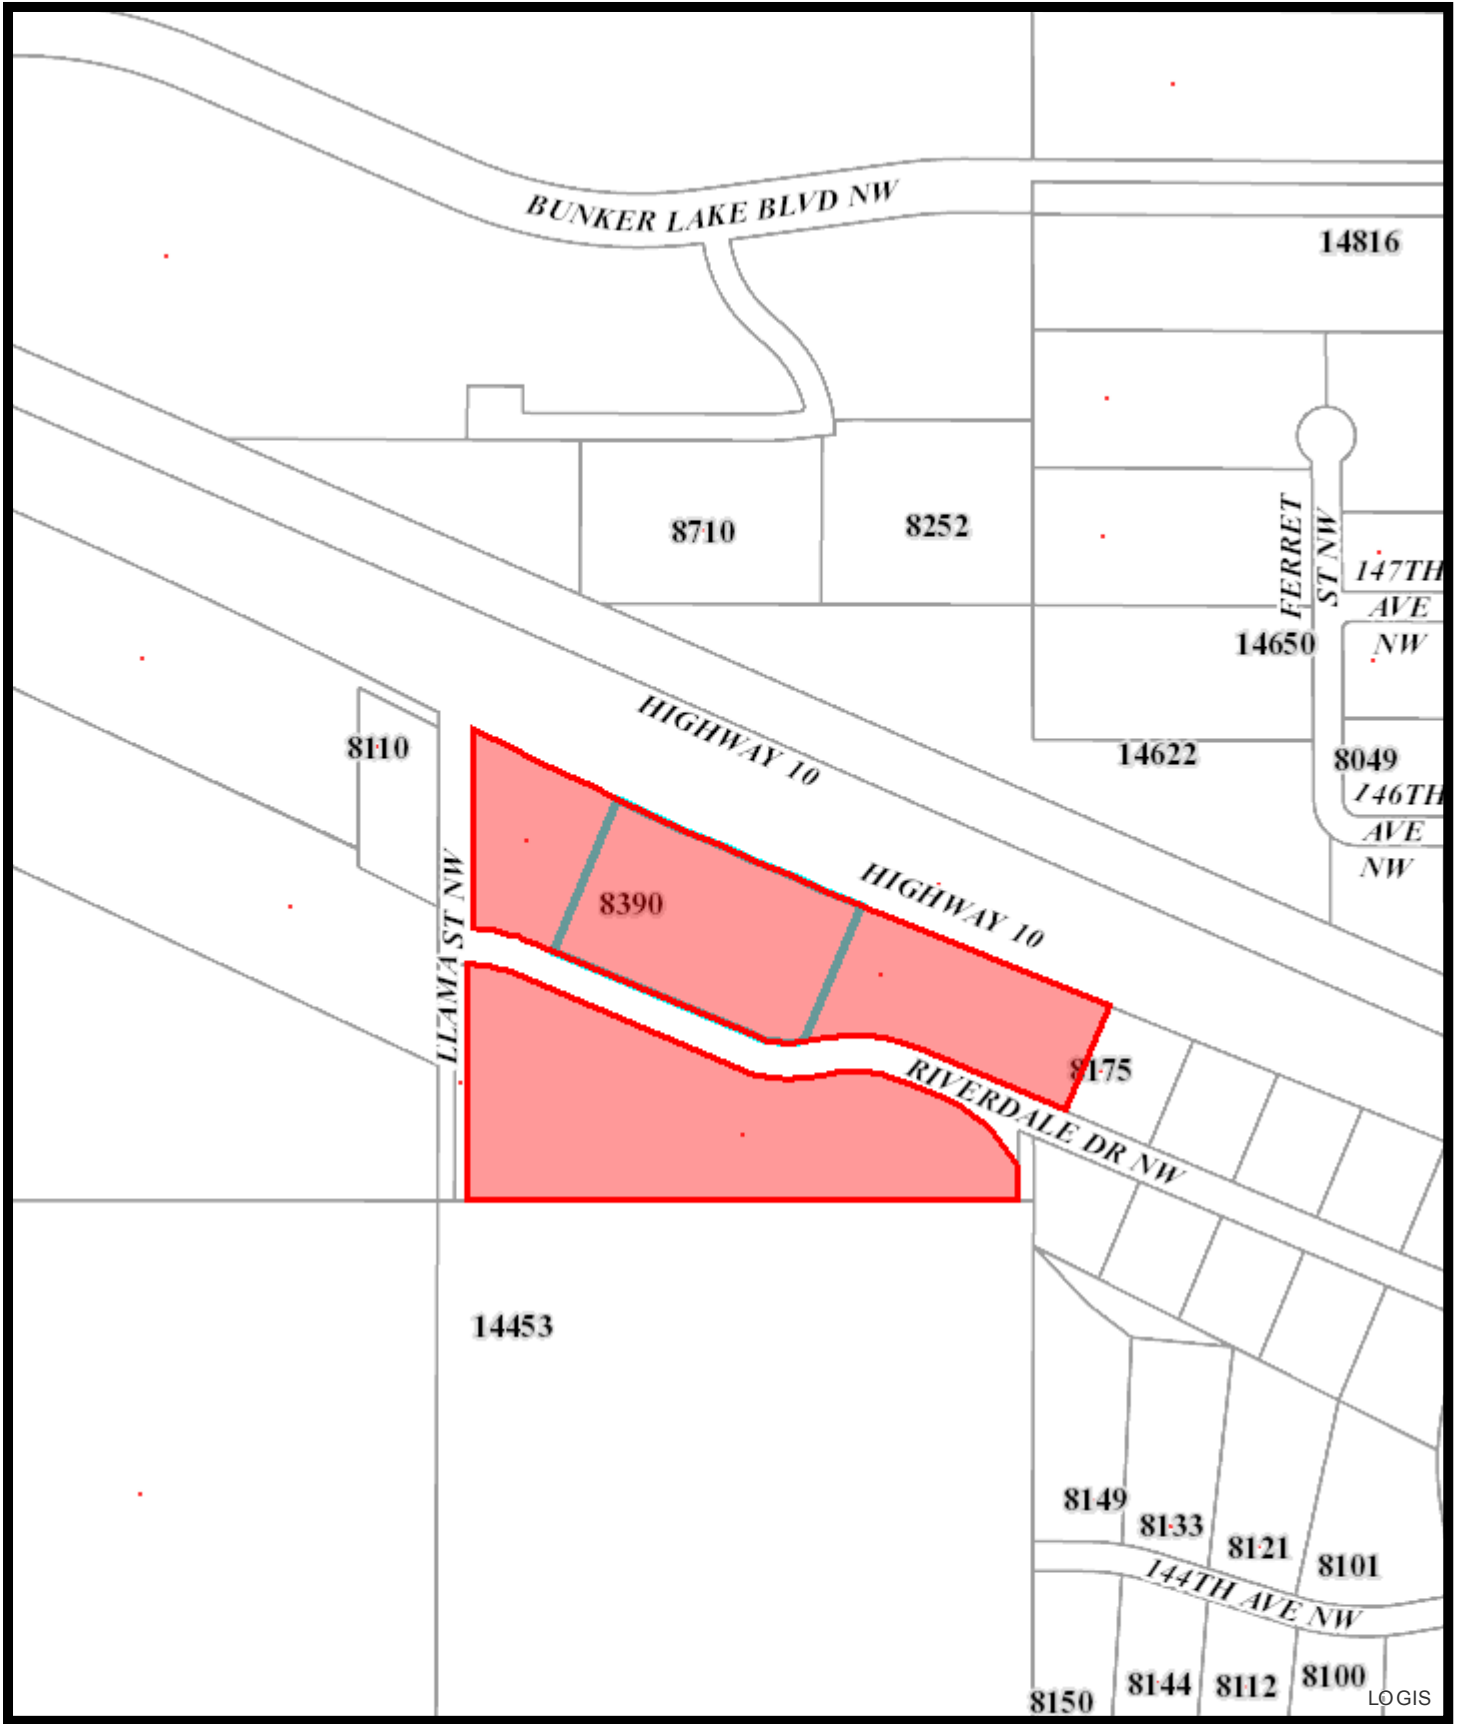 BUNKER LAKE BLVD NW
14816
8710
8252
FERRET
ST NW
147TH
AVE
NW
14650
HIGHWAY 10
8110
14622
8049
146TH
AVE
NW
HIGHWAY 10
8390
LLAMA ST NW
8175
RIVERDALE DR NW
14453
8149
8133
8121
8101
144TH AVE NW
8150
8144
8112
8100
LOGIS